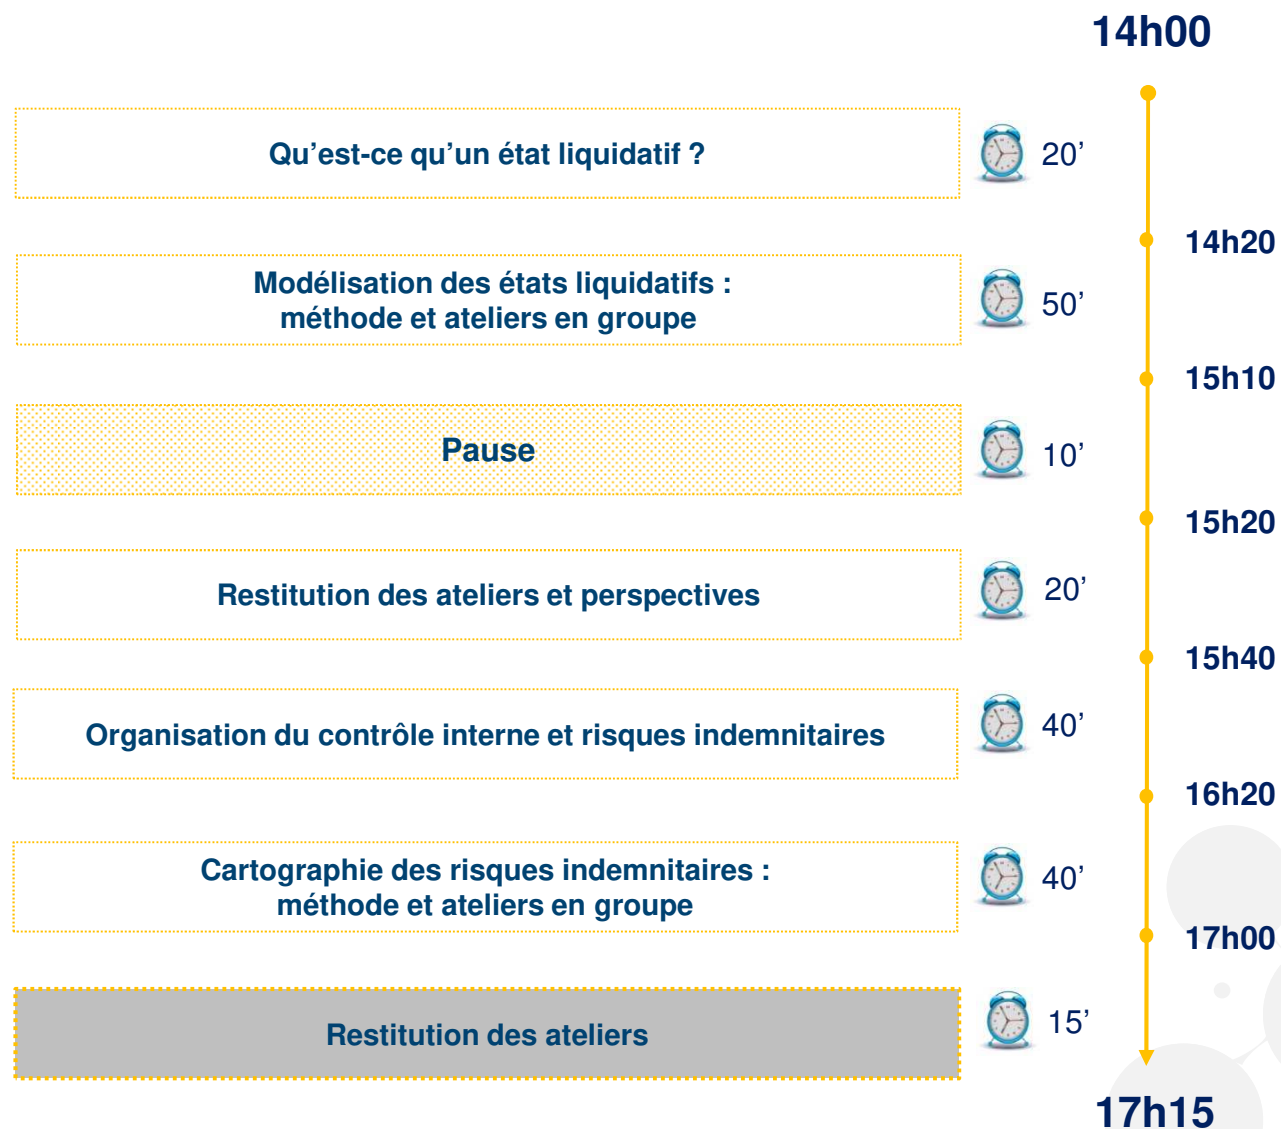 14h00
Qu’est-ce qu’un état liquidatif ?
20’
14h20
Modélisation des états liquidatifs :
méthode et ateliers en groupe
50’
15h10
Pause
10’
15h20
Restitution des ateliers et perspectives
20’
15h40
Organisation du contrôle interne et risques indemnitaires
40’
16h20
Cartographie des risques indemnitaires :
méthode et ateliers en groupe
40’
17h00
Restitution des ateliers
15’
17h15